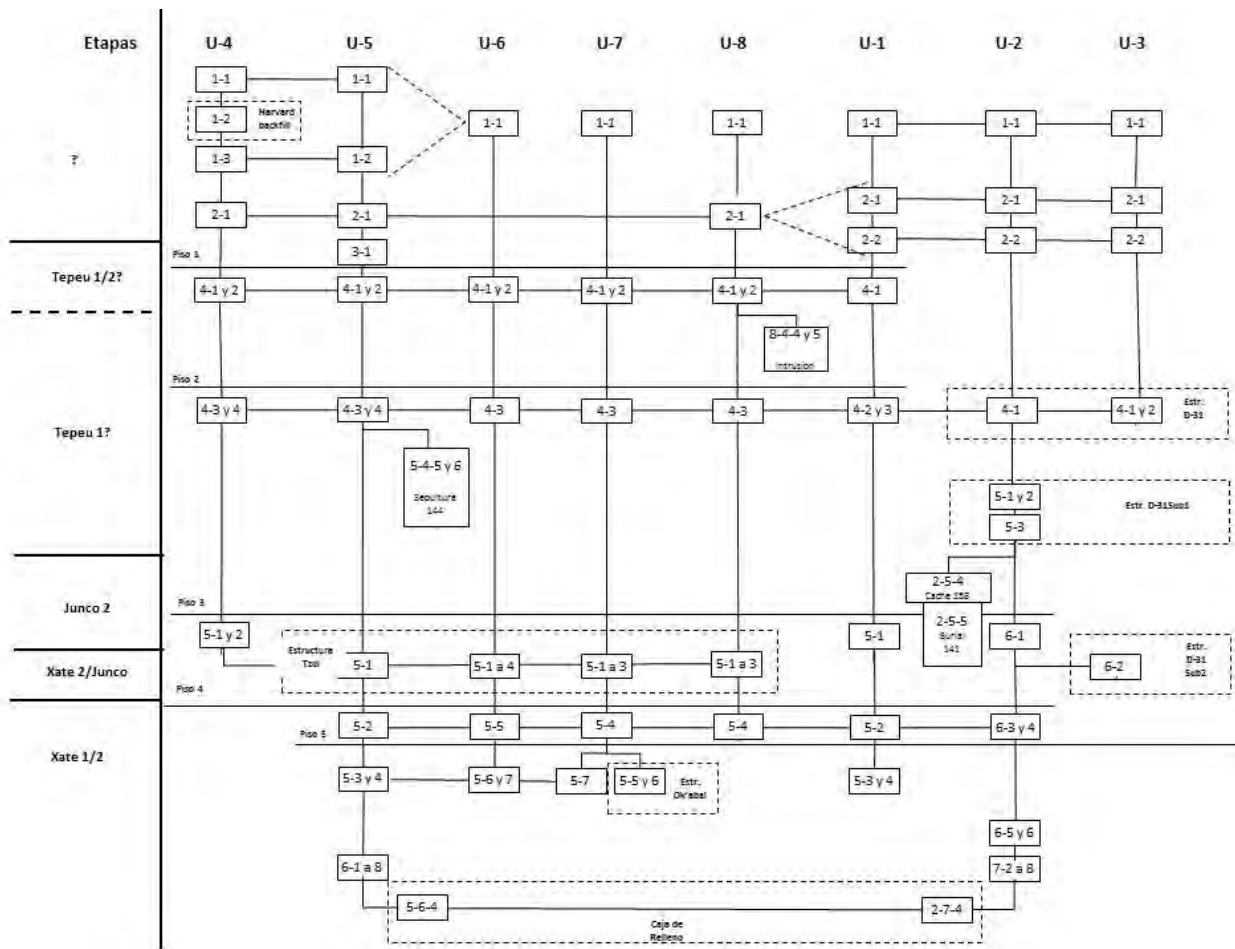 Etapas U-4 U-5 U-6 U-7 U-8 U-1 U-2 U-3
1-1 1-1
1-2 Harvard
backfill
1-1 1-1 1-1 1-1 1-1 1-1
?
1-3 1-2
2-1 2-1 2-1
2-1 2-1 2-1
3-1 2-2 2-2 2-2
Piso 1
Tepeu 1/2?
4-1 y 2 4-1 y 2 4-1 y 2 4-1 y 2 4-1 y 2 4-1
8-4-4 y 5
Intrusion
Piso 2
4-3 y 4 4-3 y 4 4-3 4-3 4-3 4-2 y 3 4-1 4-1 y 2
Estr.
D-31
Tepeu 1?
5-4-5 y 6
Sepultura
144
5-1 y 2
5-3
Estr. D-31Sub1
2-5-4
Cache 158
Junco 2
Piso 3
2-5-5
Burial
141
5-1 y 2 5-1 6-1
Estructura
Xate 2/Junco
5-1 5-1 a 4 5-1 a 3 5-1 a 3
6-2
Estr.
D-31
Sub2
Piso 4
5-2 5-5 5-4 5-4 5-2 6-3 y 4
Piso 5
Xate 1/2
5-3 y 4 5-6 y 7 5-7 5-5 y 6 5-3 y 4
Estr.
Ok'abal
6-5 y 6
6-1 a 8 7-2 a 8
5-6-4 2-7-4
Caja de
Relleno